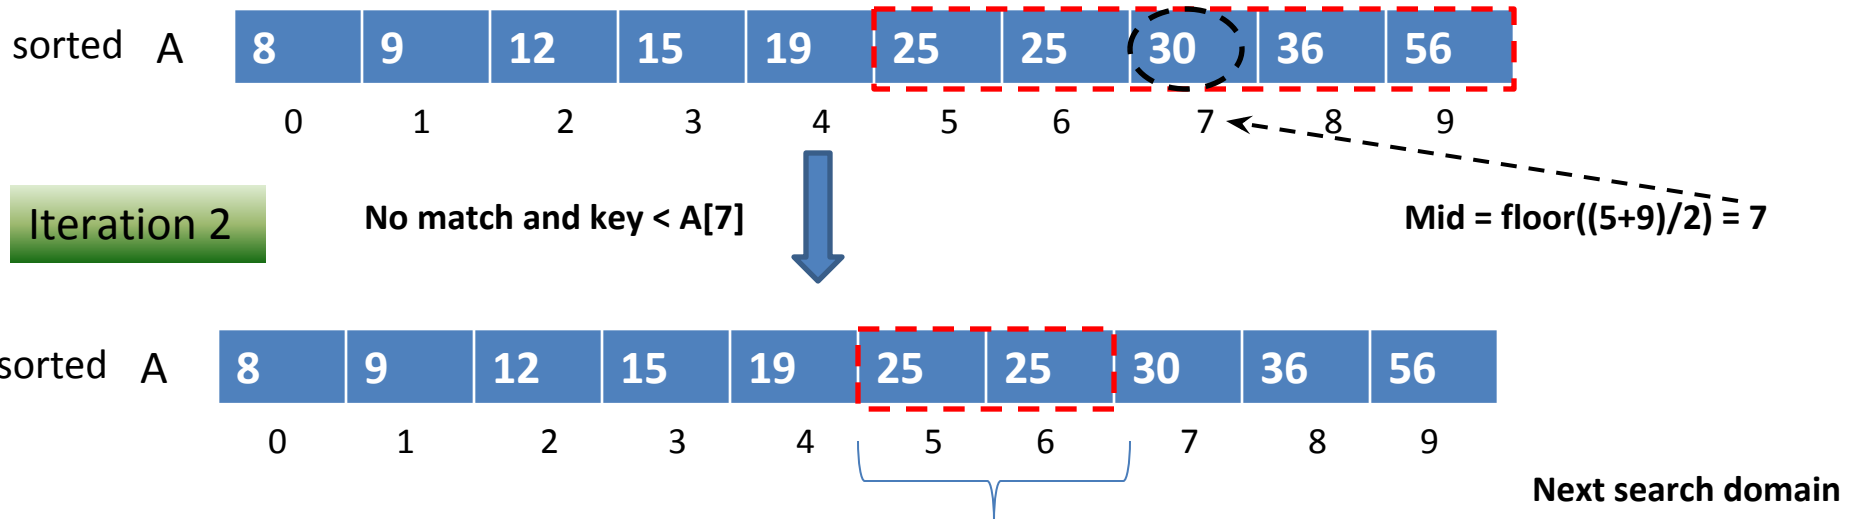 sorted A 8 9 12 15 19 25 25 30 36 56
0 1 2 3 4 5 6 7 8 9
Iteration 2 No match and key < A[7] Mid = floor((5+9)/2) = 7
sorted A 8 9 12 15 19 25 25 30 36 56
0 1 2 3 4 5 6 7 8 9
Next search domain